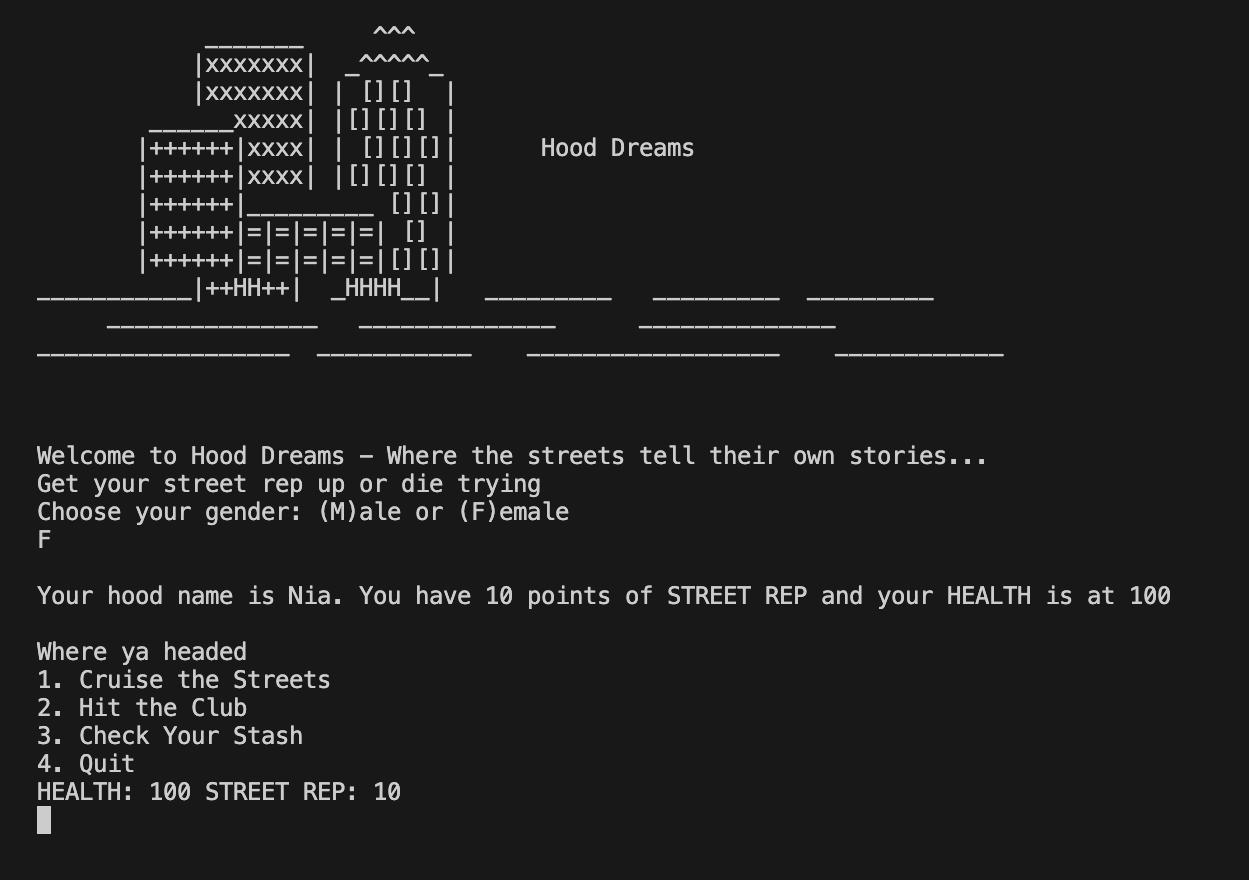 Hood Dreams
Welcome to Hood Dreams – Where the streets tell their own stories...
Get your street rep up or die trying
Choose your gender: (M)ale or (F)emale
F
Your hood name is Nia. You have 10 points of STREET REP and your HEALTH is at 100
Where ya headed
1. Cruise the Streets
2. Hit the Club
3. Check Your Stash
4. Quit
HEALTH: 100 STREET REP: 10